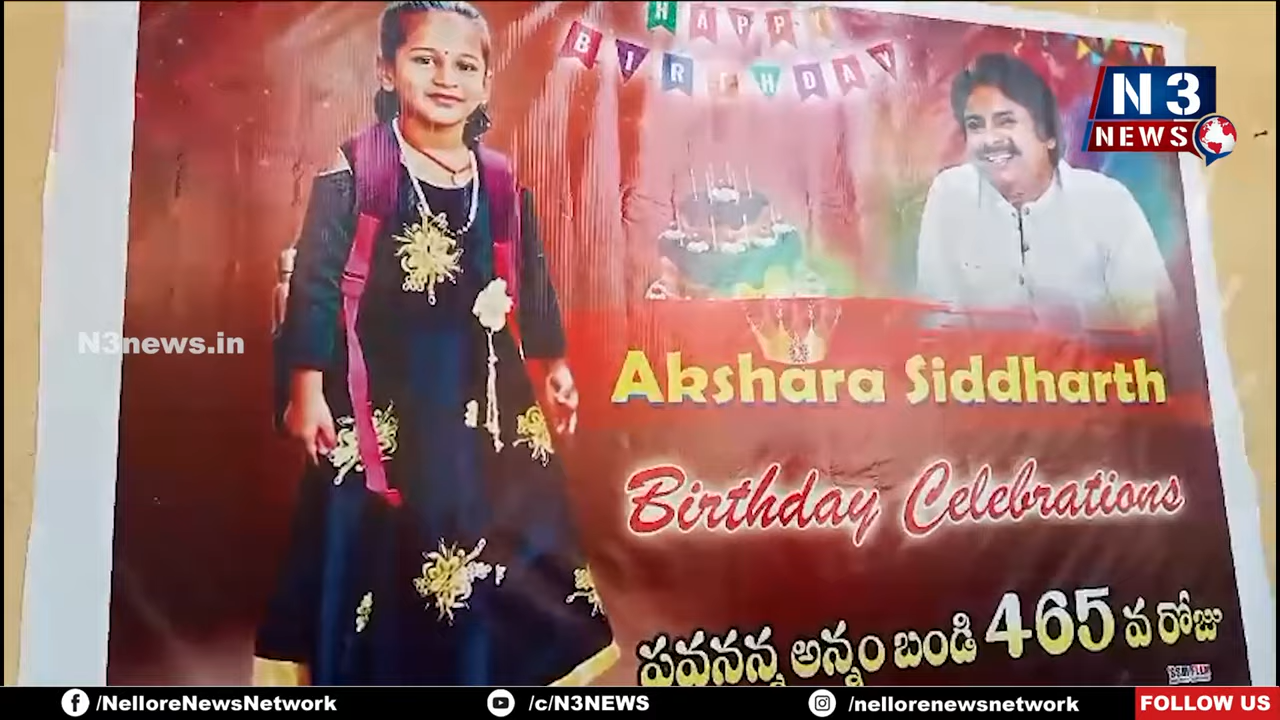 HAPPY
BIRTHDAY
N3
NEWS
N3news.in
Akshara Siddharth
Birthday Celebrations
పవనన్న అన్నం బండి 465 వ రోజు
/NelloreNewsNetwork
/c/N3NEWS
/nellorenewsnetwork
FOLLOW US